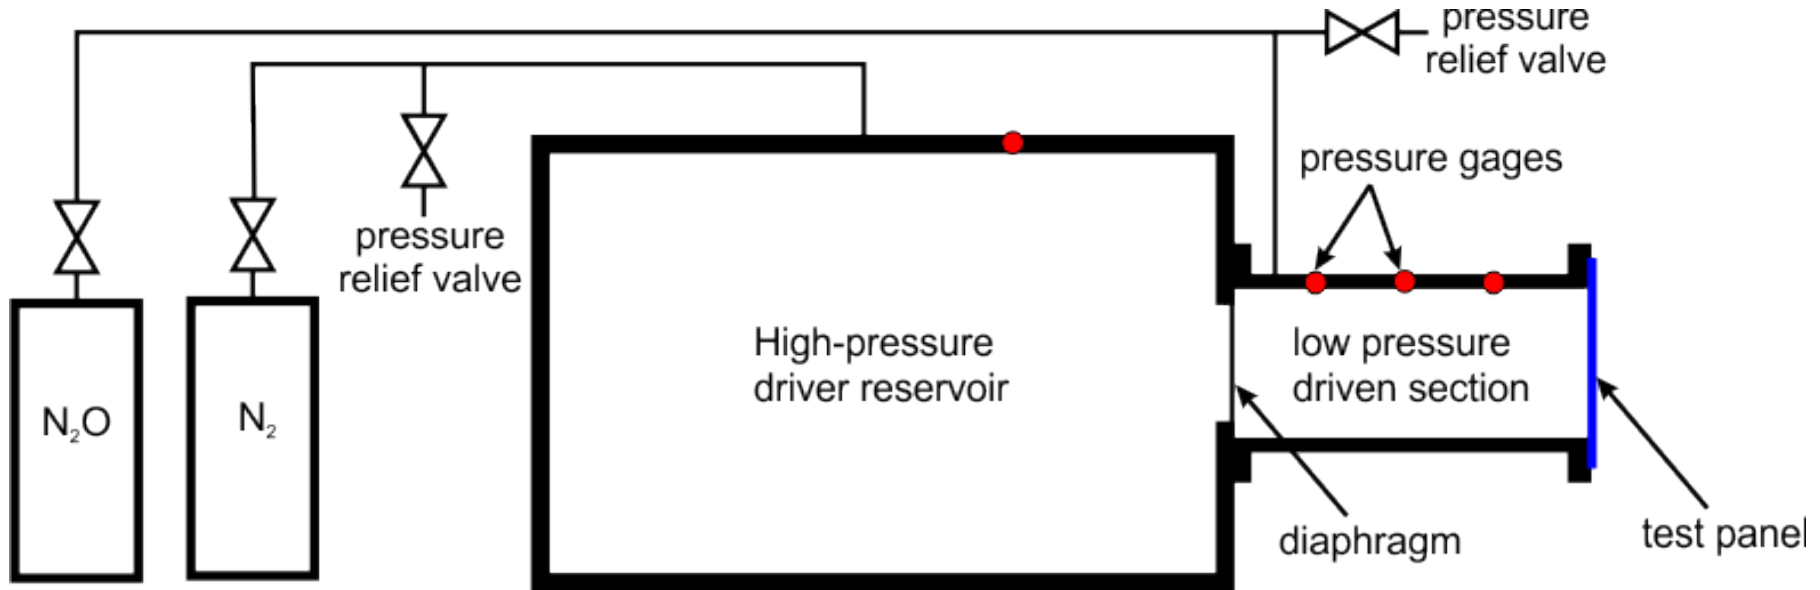 pressure
relief valve
pressure gages
pressure
relief valve
High-pressure
driver reservoir
low pressure
driven section
N₂O
N₂
diaphragm
test panel